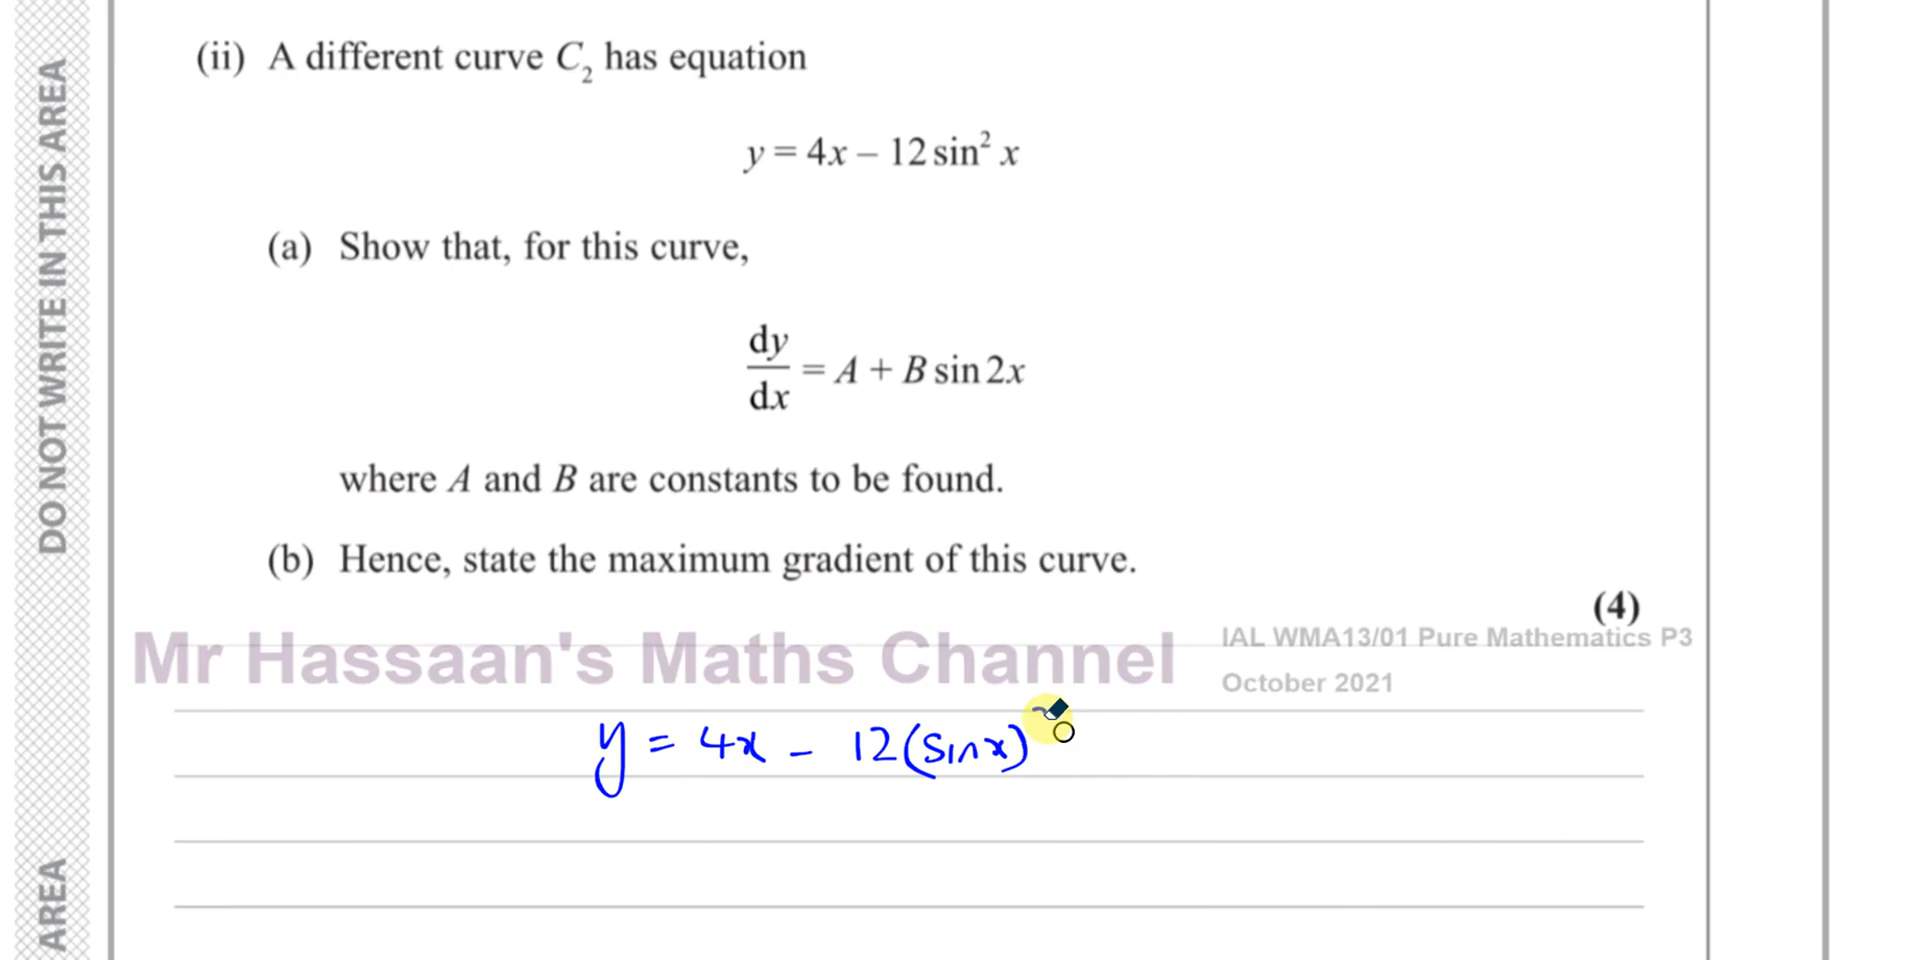 DO NOT WRITE IN THIS AREA
AREA
(ii) A different curve C₂ has equation
y = 4x – 12 sin² x
(a) Show that, for this curve,
dy
dx
= A + B sin 2x
where A and B are constants to be found.
(b) Hence, state the maximum gradient of this curve.
(4)
Mr Hassaan's Maths Channel
IAL WMA13/01 Pure Mathematics P3
October 2021
y = 4x - 12(sinx)